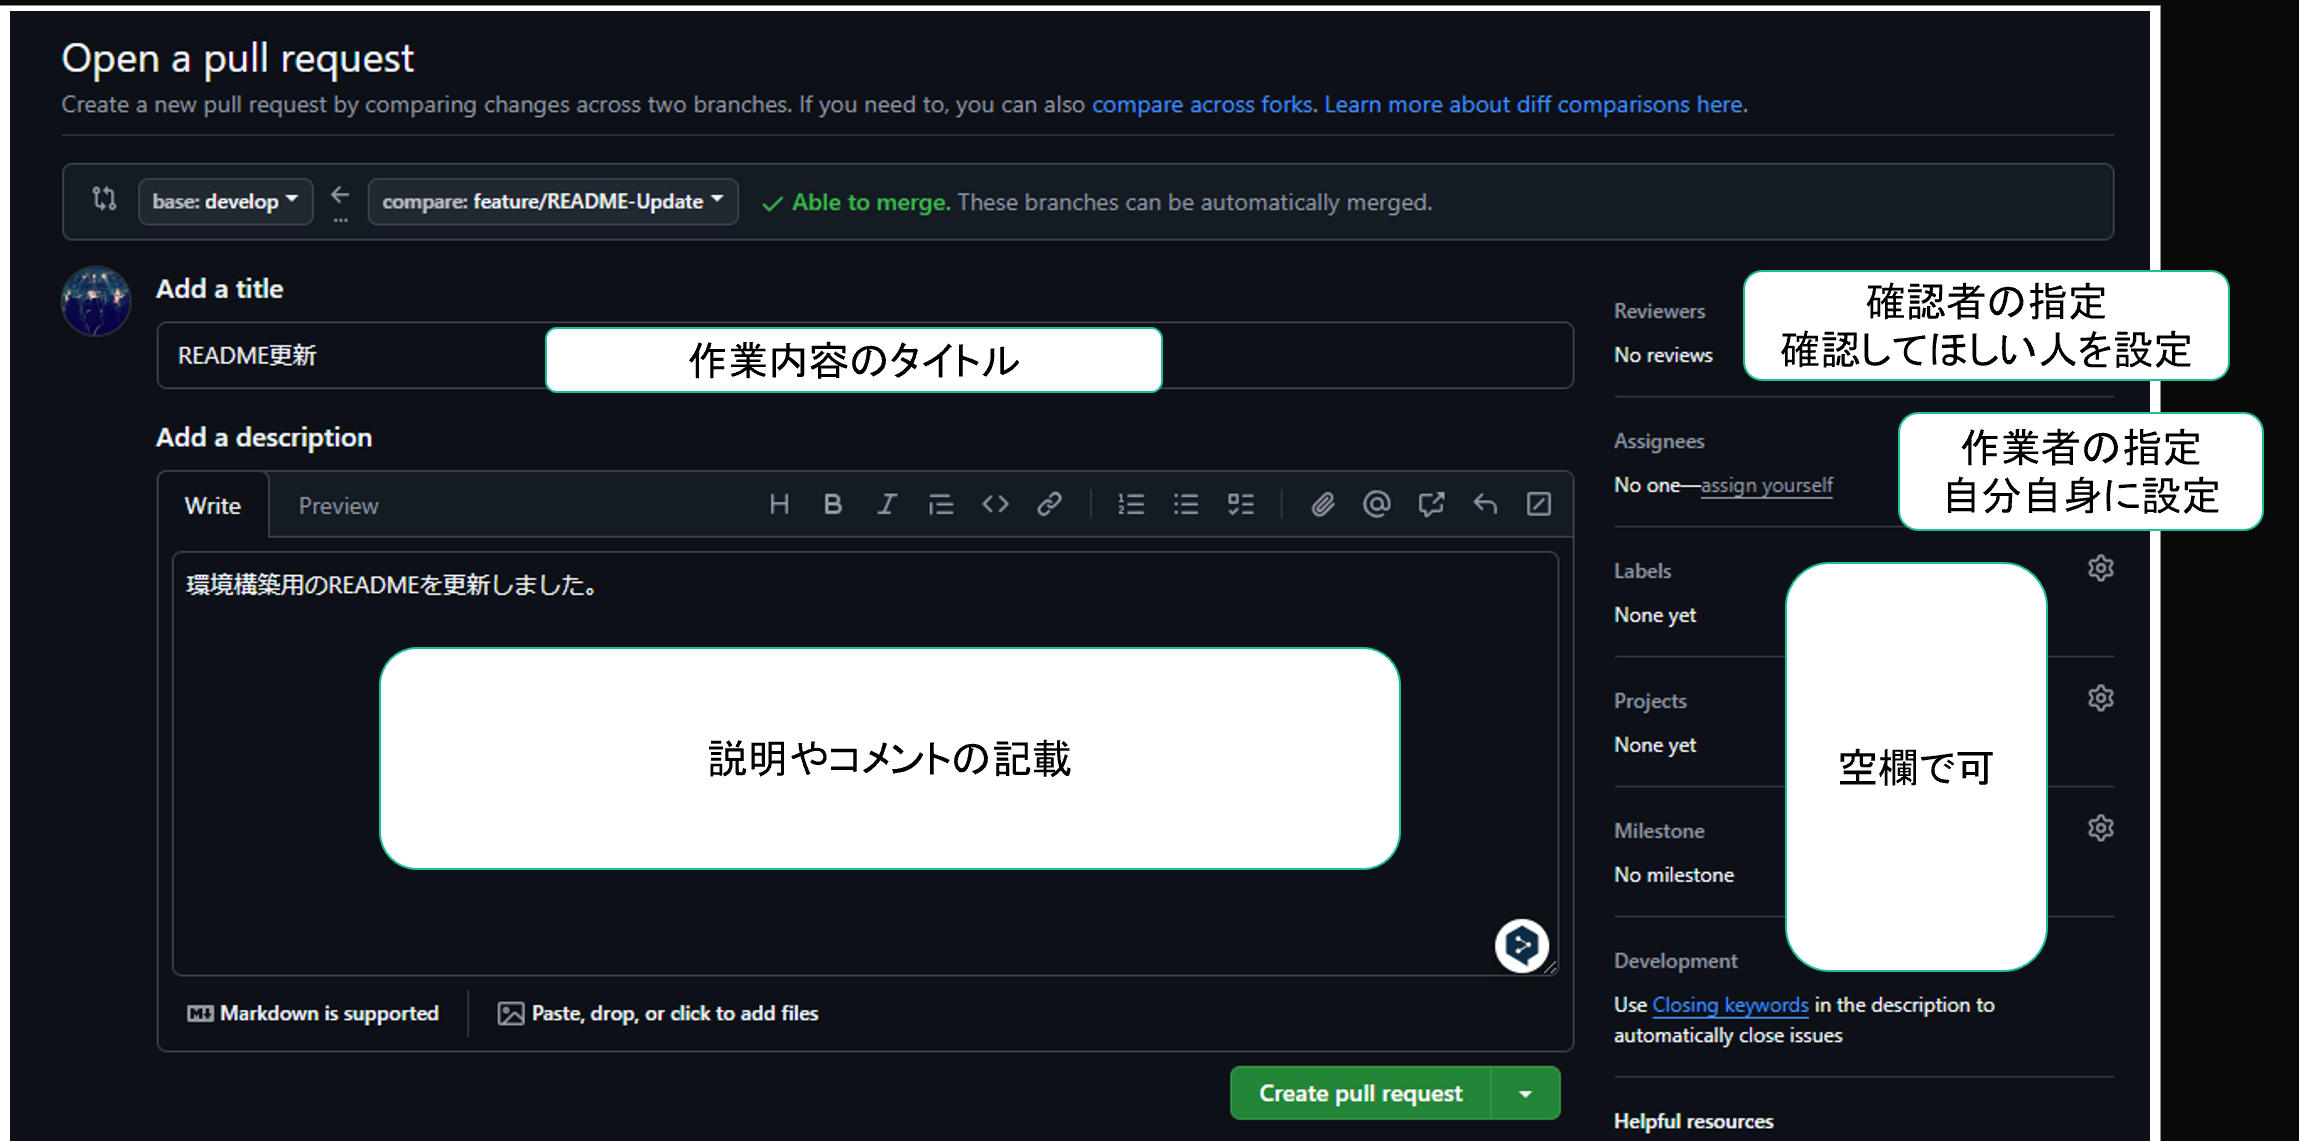 Open a pull request
Create a new pull request by comparing changes across two branches. If you need to, you can also compare across forks. Learn more about diff comparisons here.
base: develop
...
compare: feature/README-Update
Able to merge. These branches can be automatically merged.
Add a title
README更新
作業内容のタイトル
Add a description
Write
Preview
環境構築用のREADMEを更新しました。
説明やコメントの記載
Markdown is supported
Paste, drop, or click to add files
Create pull request
Reviewers
No reviews
確認者の指定
確認してほしい人を設定
Assignees
No one—assign yourself
作業者の指定
自分自身に設定
Labels
None yet
Projects
None yet
空欄で可
Milestone
No milestone
Development
Use Closing keywords in the description to
automatically close issues
Helpful resources